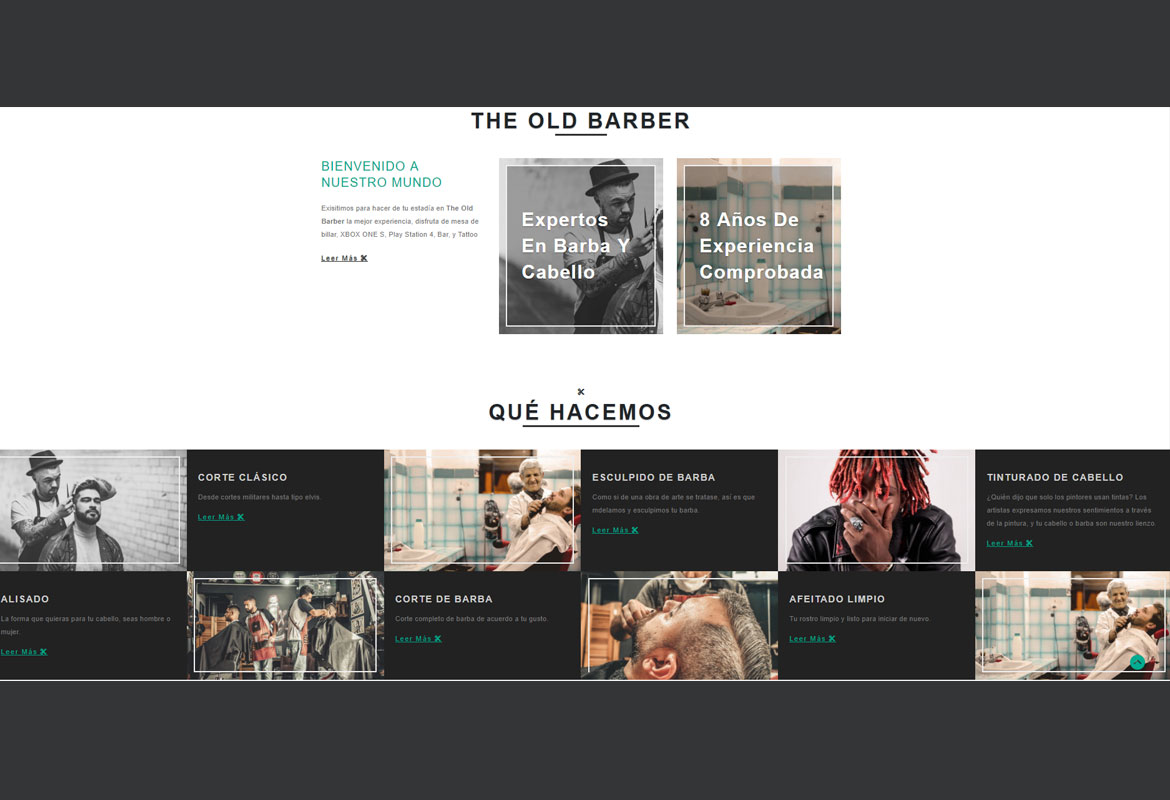 THE OLD BARBER
BIENVENIDO A
NUESTRO MUNDO
Exisitimos para hacer de tu estadía en The Old
Barber la mejor experiencia, disfruta de mesa de
billar, XBOX ONE S, Play Station 4, Bar, y Tattoo
Leer Más
Expertos
En Barba Y
Cabello
8 Años De
Experiencia
Comprobada
QUÉ HACEMOS
CORTE CLÁSICO
Desde cortes militares hasta tipo elvis.
Leer Más
ESCULPIDO DE BARBA
Como si de una obra de arte se tratase, así es que
mdelamos y esculpimos tu barba.
Leer Más
TINTURADO DE CABELLO
¿Quién dijo que solo los pintores usan tintas? Los
artistas expresamos nuestros sentimientos a través
de la pintura, y tu cabello o barba son nuestro lienzo.
Leer Más
ALISADO
La forma que quieras para tu cabello, seas hombre o
mujer.
Leer Más
CORTE DE BARBA
Corte completo de barba de acuerdo a tu gusto.
Leer Más
AFEITADO LIMPIO
Tu rostro limpio y listo para iniciar de nuevo.
Leer Más